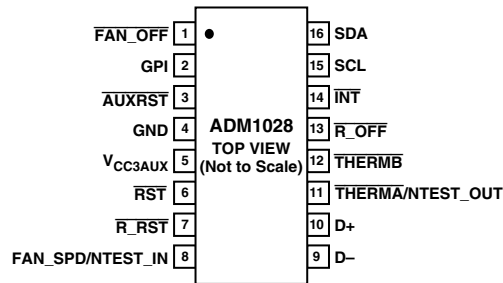 FAN_OFF 1
GPI 2
AUXRST 3
GND 4
VCC3AUX 5
RST 6
R_RST 7
FAN_SPD/NTEST_IN 8
ADM1028
TOP VIEW
(Not to Scale)
16 SDA
15 SCL
14 INT
13 R_OFF
12 THERMB
11 THERMA/NTEST_OUT
10 D+
9 D–